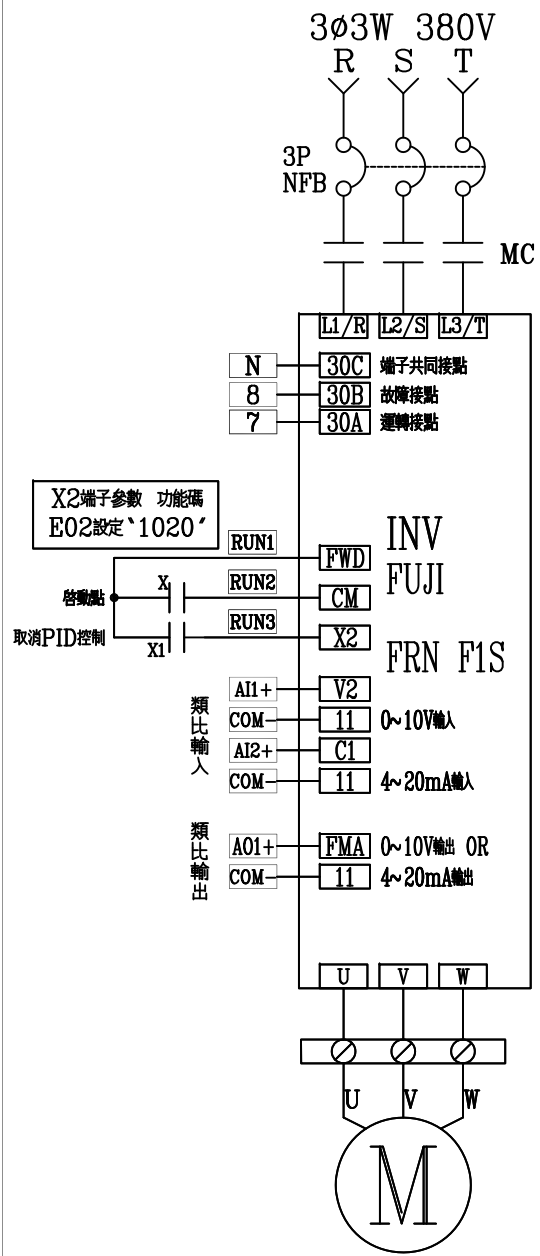 3ø3W 380V
R S T
3P
NFB
MC
L1/R L2/S L3/T
N 30C 端子共同接點
8 30B 故障接點
7 30A 運轉接點
X2端子參數 功能碼
E02設定‵1020′
INV
FUJI
FRN F1S
RUN1 FWD
啓動點 X RUN2 CM
取消PID控制 X1 RUN3 X2
類比輸入
AI1+ V2
COM- 11 0~10V輸入
AI2+ C1
COM- 11 4~20mA輸入
類比輸出
AO1+ FMA 0~10V輸出 OR
COM- 11 4~20mA輸出
U V W
U V W
M